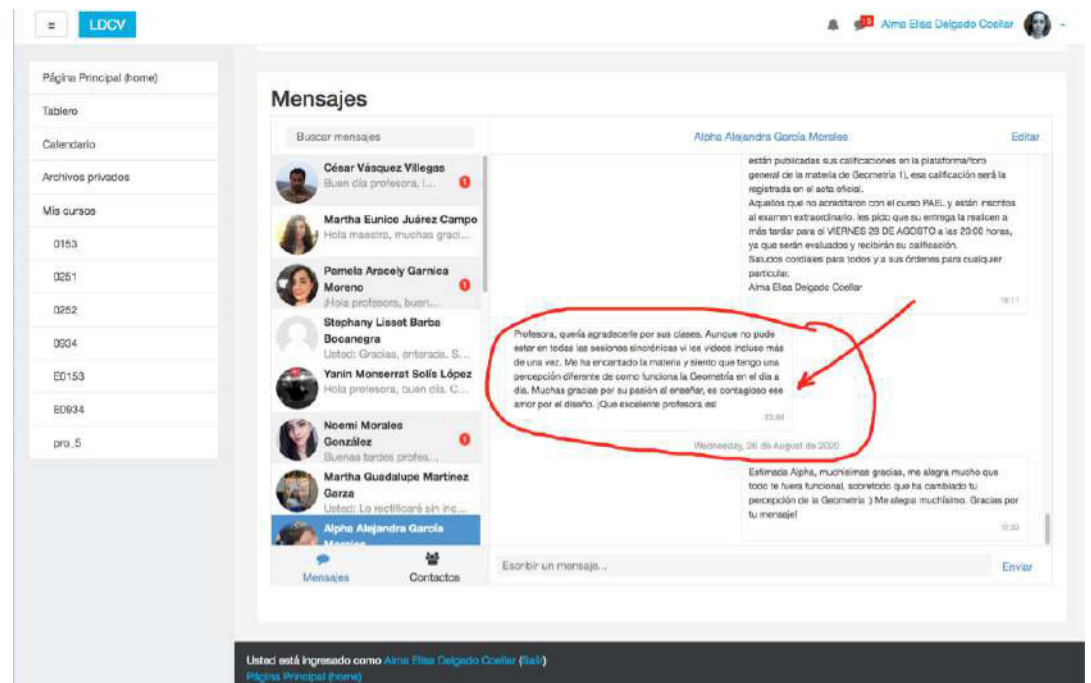 LDCV
15
Alma Elisa Delgado Coellar
Página Principal (home)
Tablero
Calendario
Archivos privados
Mis cursos
0153
0251
0252
0934
E0153
E0934
pro_5
Mensajes
Buscar mensajes
César Vásquez Villegas
Buen día profesora, l...
1
Martha Eunice Juárez Campo
Hola maestra, muchas graci...
Pamela Aracely Garnica
Moreno
1
¡Hola profesora, buen...
Stephany Lisset Barba
Bocanegra
Usted: Gracias, enterada. S...
Yanin Monserrat Solís López
Hola profesora, buen día. C...
Noemi Morales
González
1
Buenas tardes profes...
Martha Guadalupe Martínez
Garza
Usted: Lo rectificaré sin inc...
Alpha Alejandra García
Morales
Mensajes
Contactos
Alpha Alejandra García Morales
Editar
están publicadas sus calificaciones en la plataforma/foro
general de la materia de Geometría 1), esa calificación será la
registrada en el acta oficial.
Aquellos que no acreditaron con el curso PAEL y están inscritos
al examen extraordinario, les pido que su entrega la realicen a
más tardar para el VIERNES 28 DE AGOSTO a las 20:00 horas,
ya que serán evaluados y recibirán su calificación.
Saludos cordiales para todos y a sus órdenes para cualquier
particular.
Alma Elisa Delgado Coellar
Profesora, quería agradecerle por sus clases. Aunque no pude
estar en todas las sesiones sincrónicas vi los videos incluso más
de una vez. Me ha encantado la materia y siento que tengo una
percepción diferente de como funciona la Geometría en el día a
día. Muchas gracias por su pasión al enseñar, es contagioso ese
amor por el diseño. ¡Que excelente profesora es!
Wednesday, 26 de August de 2020
Estimada Alpha, muchísimas gracias, me alegra mucho que
todo te fuera funcional, sobretodo que ha cambiado tu
percepción de la Geometría :) Me alegra muchísimo. Gracias por
tu mensaje!
Escribir un mensaje...
Enviar
Usted está ingresado como Alma Elisa Delgado Coellar (Salir)
Página Principal (home)